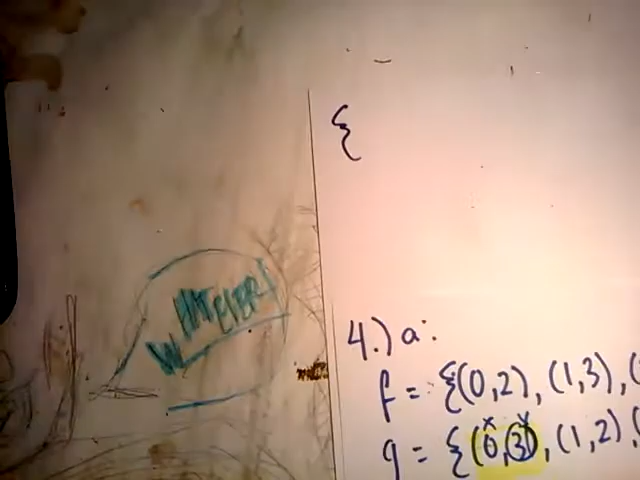 {
WHATEVER!
4.) a:
f = {(0,2), (1,3), (
g = {(0,3), (1,2), (